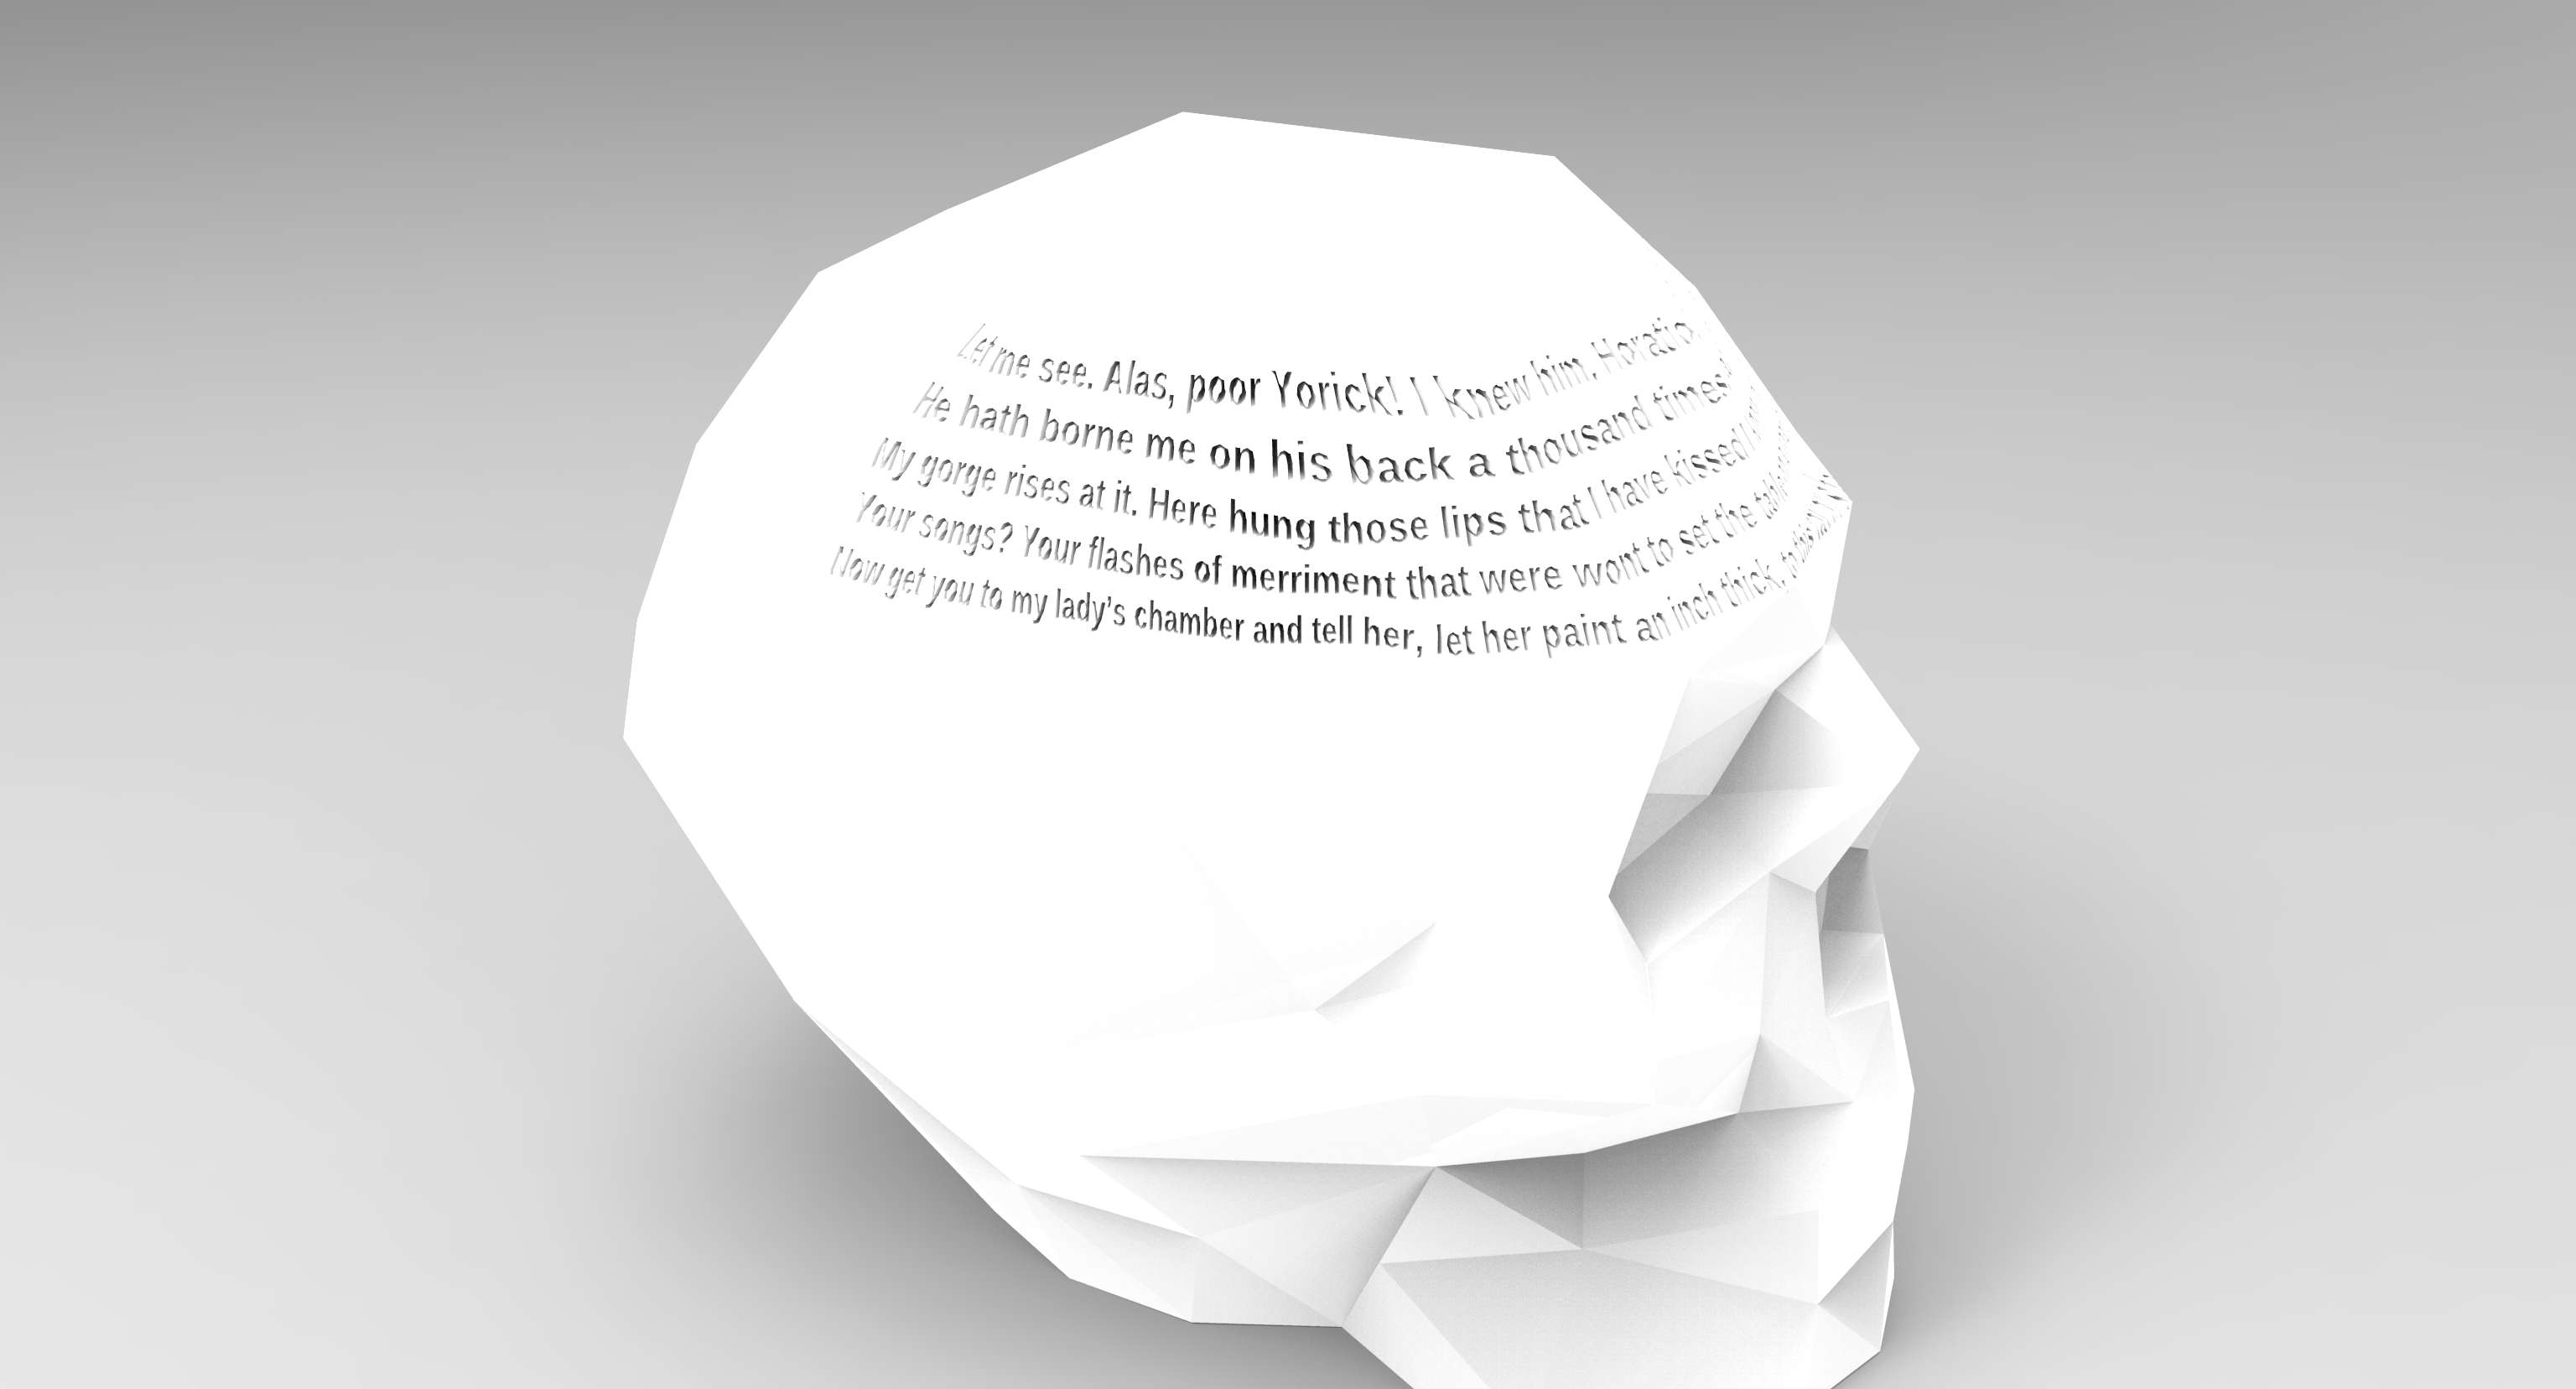 Let me see. Alas, poor Yorick! I knew him, Horatio,
He hath borne me on his back a thousand times
My gorge rises at it. Here hung those lips that I have kissed I
Your songs? Your flashes of merriment that were wont to set the table
Now get you to my lady's chamber and tell her, let her paint an inch thick, to this